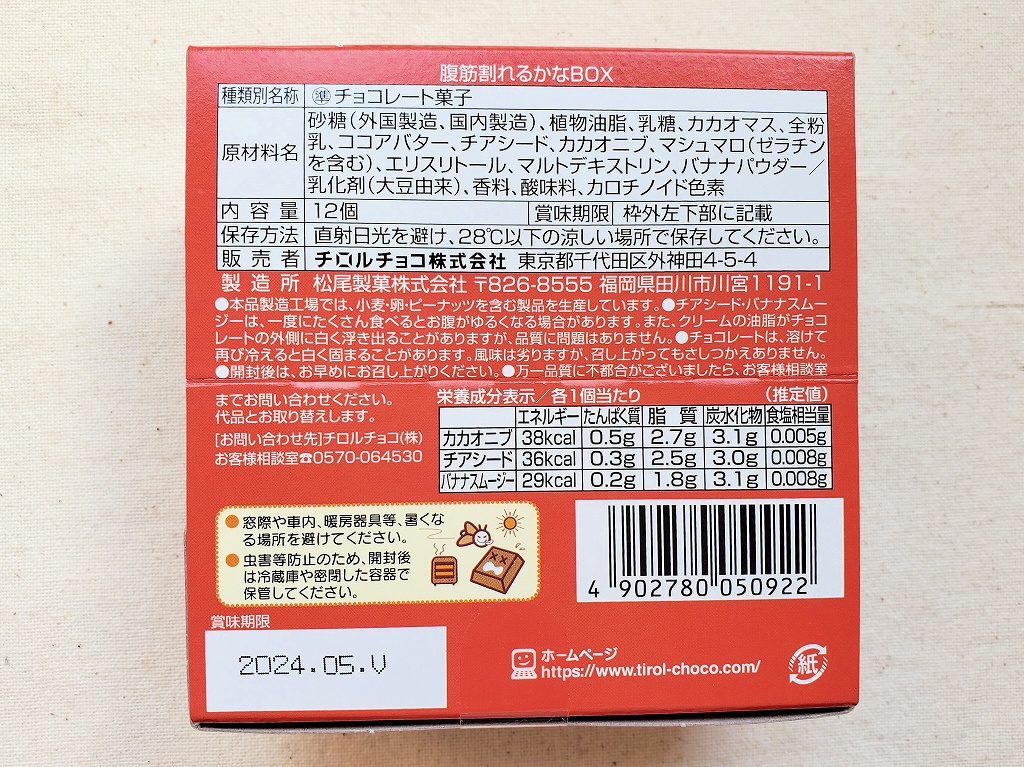 腹筋割れるかなBOX
種類別名称 ㊜チョコレート菓子
原材料名 砂糖(外国製造、国内製造)、植物油脂、乳糖、カカオマス、全粉
乳、ココアバター、チアシード、カカオニブ、マシュマロ(ゼラチン
を含む)、エリスリトール、マルトデキストリン、バナナパウダー/
乳化剤(大豆由来)、香料、酸味料、カロチノイド色素
内容量 12個 賞味期限 枠外左下部に記載
保存方法 直射日光を避け、28℃以下の涼しい場所で保存してください。
販売者 チロルチョコ株式会社 東京都千代田区外神田4-5-4
製造所 松尾製菓株式会社 〒826-8555 福岡県田川市川宮1191-1
●本品製造工場では、小麦・卵・ピーナッツを含む製品を生産しています。●チアシード・バナナスムー
ジーは、一度にたくさん食べるとお腹がゆるくなる場合があります。また、クリームの油脂がチョコ
レートの外側に白く浮き出ることがありますが、品質に問題はありません。●チョコレートは、溶けて
再び冷えると白く固まることがあります。風味は劣りますが、召し上がってもさしつかえありません。
●開封後は、お早めにお召し上がりください。●万一品質に不都合がございましたら、お客様相談室
までお問い合わせください。
代品とお取り替えします。
[お問い合わせ先]チロルチョコ(株)
お客様相談室☎0570-064530
栄養成分表示/各1個当たり (推定値)
エネルギー たんぱく質 脂質 炭水化物 食塩相当量
カカオニブ 38kcal 0.5g 2.7g 3.1g 0.005g
チアシード 36kcal 0.3g 2.5g 3.0g 0.008g
バナナスムージー 29kcal 0.2g 1.8g 3.1g 0.008g
●窓際や車内、暖房器具等、暑くな
る場所を避けてください。
●虫害等防止のため、開封後
は冷蔵庫や密閉した容器で
保管してください。
4 902780 050922
賞味期限
2024.05.V
ホームページ
https://www.tirol-choco.com/
紙